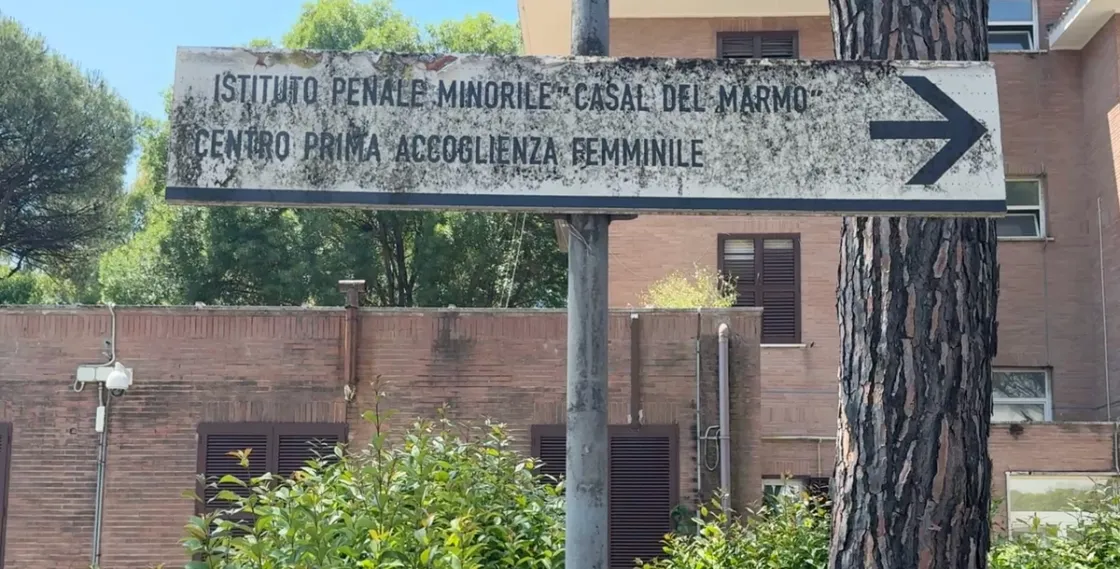 ISTITUTO PENALE MINORILE "CASAL DEL MARMO"
CENTRO PRIMA ACCOGLIENZA FEMMINILE